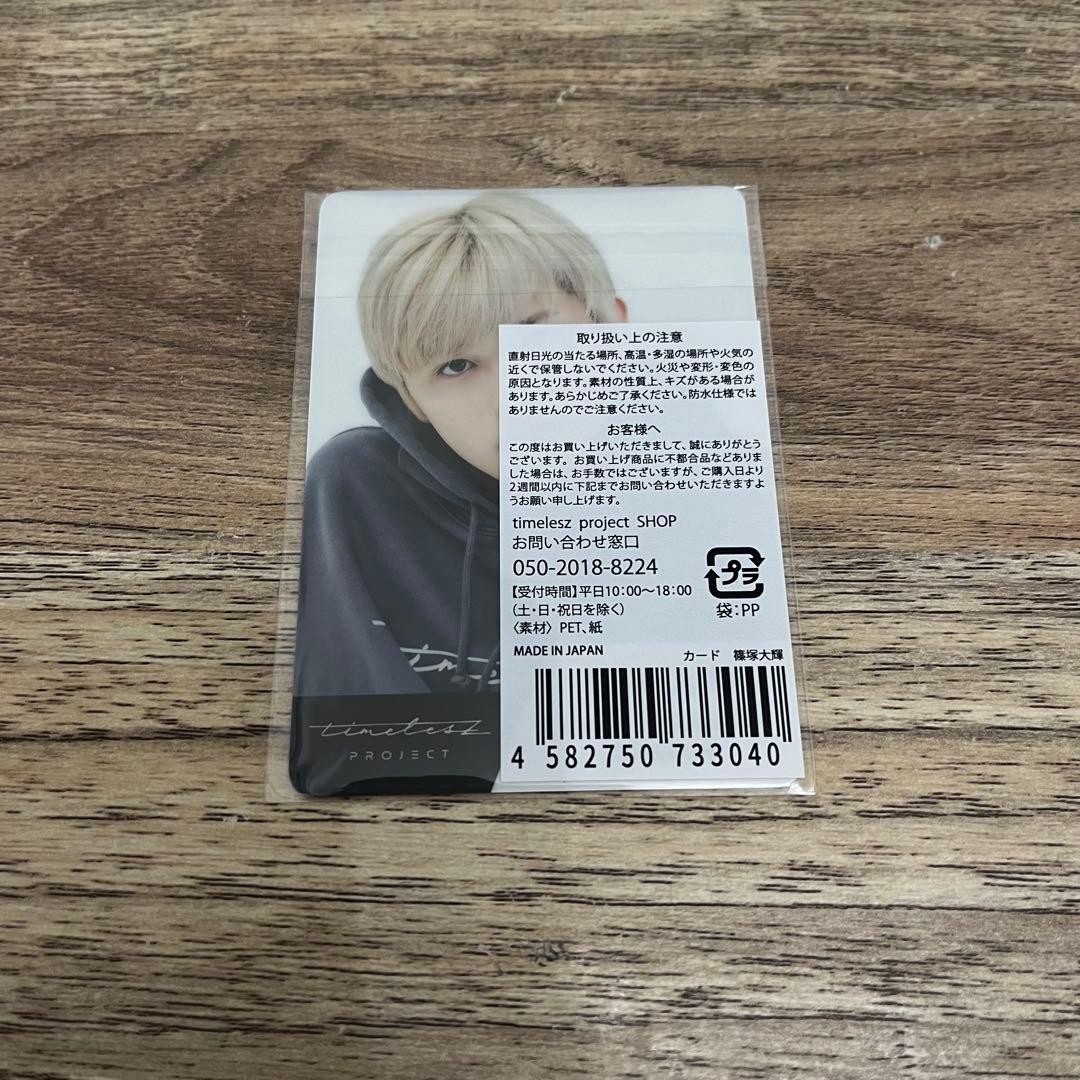 取り扱い上の注意
直射日光の当たる場所、高温・多湿の場所や火気の
近くで保管しないでください。火災や変形・変色の
原因となります。素材の性質上、キズがある場合が
あります。あらかじめご了承ください。防水仕様では
ありませんのでご注意ください。
お客様へ
この度はお買い上げいただきまして、誠にありがとう
ございます。お買い上げ商品に不都合品などありま
した場合は、お手数ではございますが、ご購入日より
2週間以内に下記までお問い合わせいただきますよ
うお願い申し上げます。
timelesz project SHOP
お問い合わせ窓口
050-2018-8224
【受付時間】平日10:00～18:00
(土・日・祝日を除く)
〈素材〉PET、紙
プラ
袋:PP
MADE IN JAPAN
カード 篠塚大輝
4 582750 733040
timelesz
PROJECT